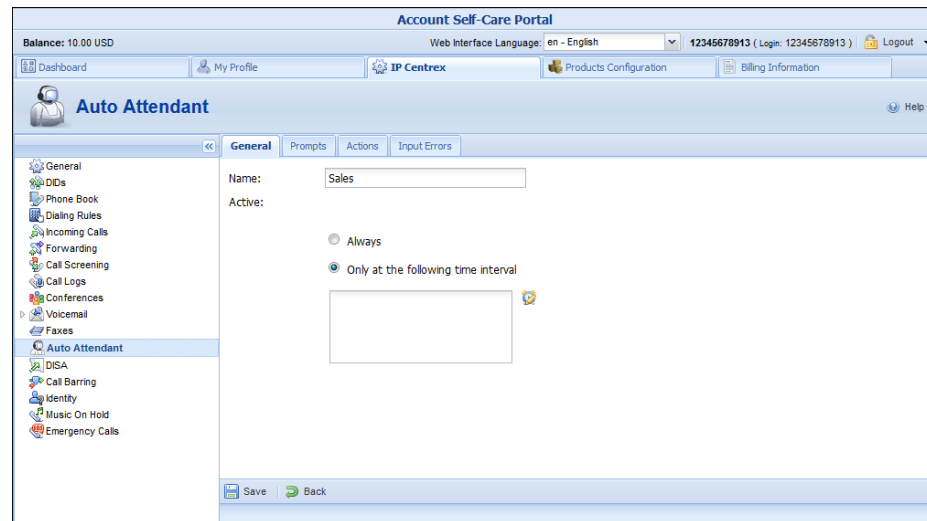 Account Self-Care Portal
Balance: 10.00 USD Web Interface Language: en - English 12345678913 ( Login: 12345678913 ) Logout
Dashboard My Profile IP Centrex Products Configuration Billing Information
Auto Attendant Help
General Prompts Actions Input Errors
General
DIDs
Phone Book
Dialing Rules
Incoming Calls
Forwarding
Call Screening
Call Logs
Conferences
Voicemail
Faxes
Auto Attendant
DISA
Call Barring
Identity
Music On Hold
Emergency Calls
Name: Sales
Active:
Always
Only at the following time interval
Save Back